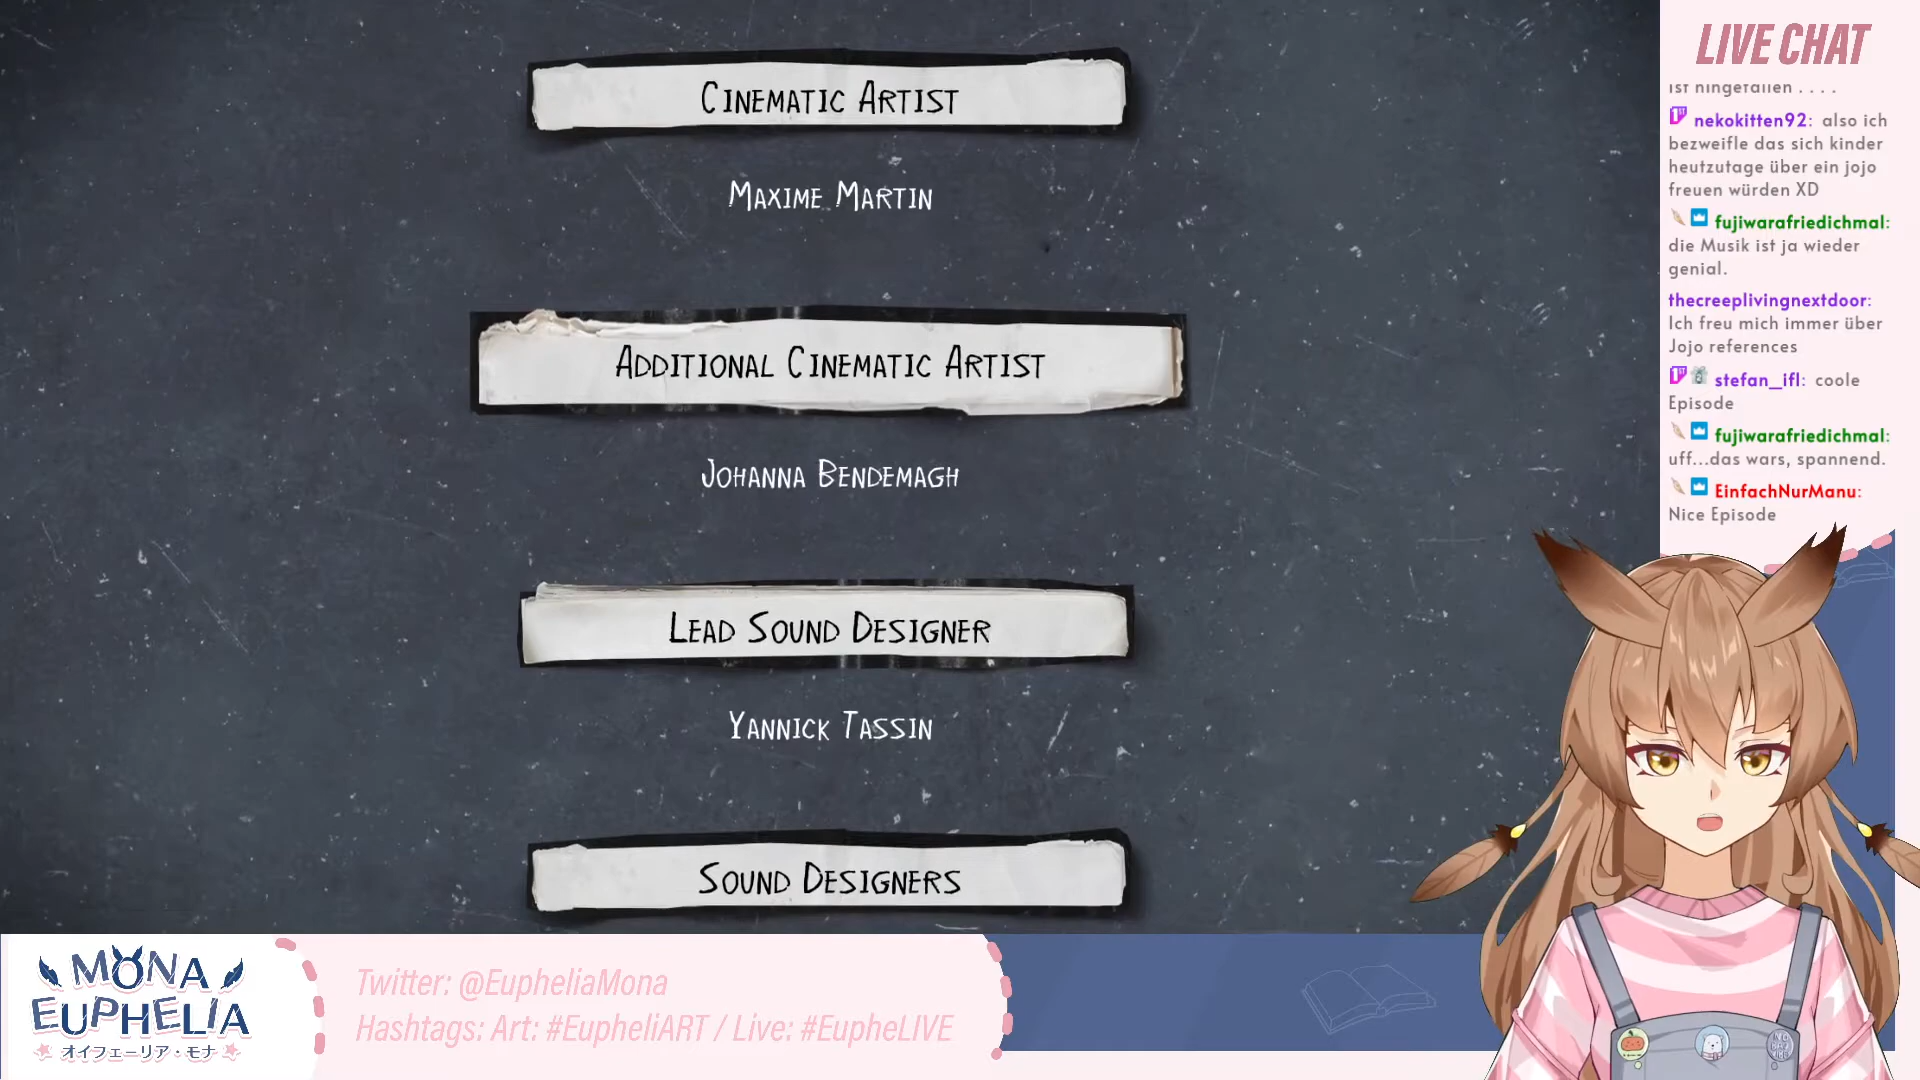 CINEMATIC ARTIST
MAXIME MARTIN
ADDITIONAL CINEMATIC ARTIST
JOHANNA BENDEMAGH
LEAD SOUND DESIGNER
YANNICK TASSIN
SOUND DESIGNERS
LIVE CHAT
ist hingefallen . . . .
nekokitten92: also ich
bezweifle das sich kinder
heutzutage über ein jojo
freuen würden XD
fujiwarafriedichmal:
die Musik ist ja wieder
genial.
thecreeplivingnextdoor:
Ich freu mich immer über
Jojo references
stefan_ifl: coole
Episode
fujiwarafriedichmal:
uff...das wars, spannend.
EinfachNurManu:
Nice Episode
MONA
EUPHELIA
オイフェーリア・モナ
Twitter: @EupheliaMona
Hashtags: Art: #EupheliART / Live: #EupheLIVE